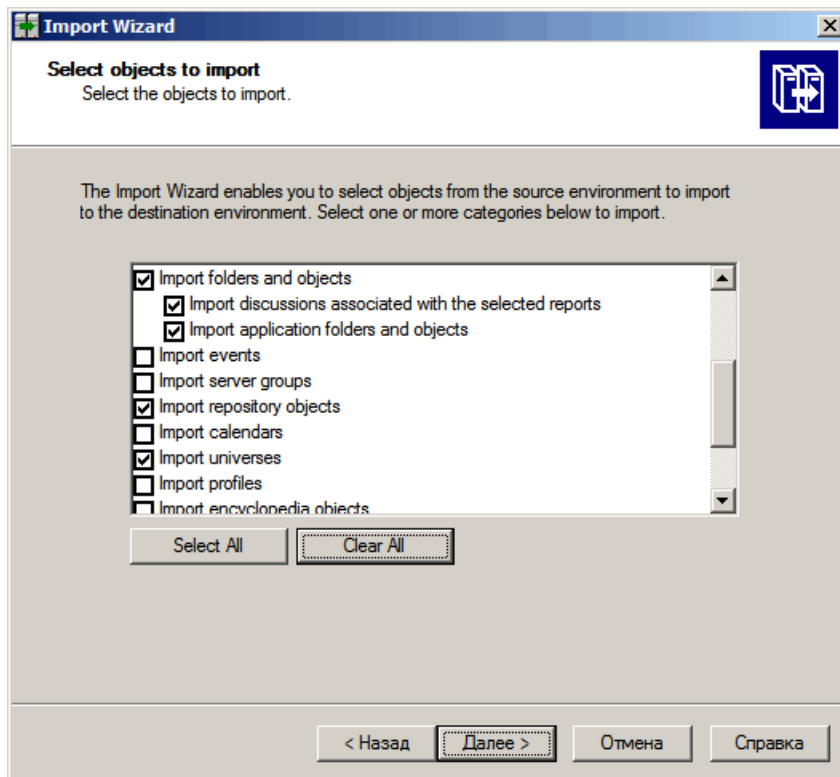 Import Wizard
Select objects to import
Select the objects to import.
The Import Wizard enables you to select objects from the source environment to import
to the destination environment. Select one or more categories below to import.
Import folders and objects
Import discussions associated with the selected reports
Import application folders and objects
Import events
Import server groups
Import repository objects
Import calendars
Import universes
Import profiles
Import encyclopedia objects
Select All
Clear All
< Назад
Далее >
Отмена
Справка